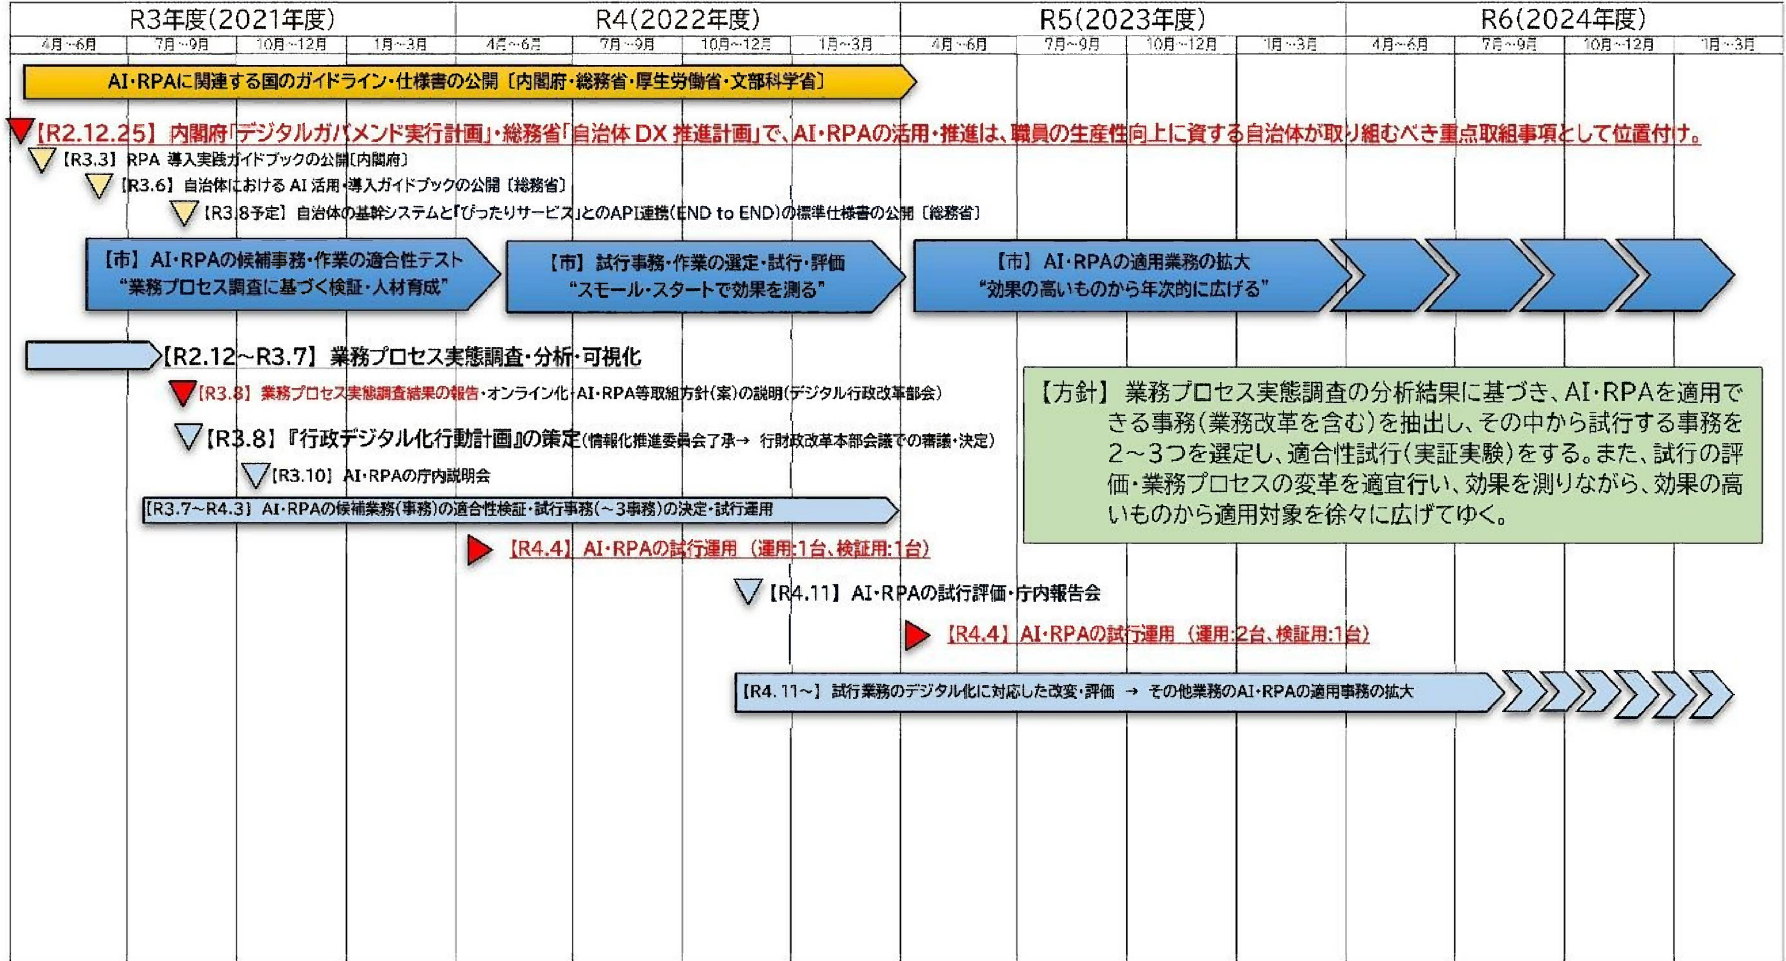 R3年度(2021年度) R4(2022年度) R5(2023年度) R6(2024年度)
4月~6月 7月~9月 10月~12月 1月~3月 4月~6月 7月~9月 10月~12月 1月~3月 4月~6月 7月~9月 10月~12月 1月~3月 4月~6月 7月~9月 10月~12月 1月~3月
AI・RPAに関連する国のガイドライン・仕様書の公開〔内閣府・総務省・厚生労働省・文部科学省〕
【R2.12.25】内閣府「デジタルガバメンド実行計画」・総務省「自治体 DX 推進計画」で、AI・RPAの活用・推進は、職員の生産性向上に資する自治体が取り組むべき重点取組事項として位置付け。
【R3.3】RPA 導入実践ガイドブックの公開〔内閣府〕
【R3.6】自治体における AI 活用・導入ガイドブックの公開〔総務省〕
【R3.8予定】自治体の基幹システムと「ぴったりサービス」とのAPI連携(END to END)の標準仕様書の公開〔総務省〕
【市】AI・RPAの候補事務・作業の適合性テスト
“業務プロセス調査に基づく検証・人材育成”
【市】試行事務・作業の選定・試行・評価
“スモール・スタートで効果を測る”
【市】AI・RPAの適用業務の拡大
“効果の高いものから年次的に広げる”
【R2.12~R3.7】業務プロセス実態調査・分析・可視化
【R3.8】業務プロセス実態調査結果の報告・オンライン化・AI・RPA等取組方針(案)の説明(デジタル行政改革部会)
【R3.8】『行政デジタル化行動計画』の策定(情報化推進委員会了承→ 行財政改革本部会議での審議・決定)
【R3.10】AI・RPAの庁内説明会
【R3.7~R4.3】AI・RPAの候補業務(事務)の適合性検証・試行事務(~3事務)の決定・試行運用
【方針】業務プロセス実態調査の分析結果に基づき、AI・RPAを適用で
きる事務(業務改革を含む)を抽出し、その中から試行する事務を
2~3つを選定し、適合性試行(実証実験)をする。また、試行の評
価・業務プロセスの変革を適宜行い、効果を測りながら、効果の高
いものから適用対象を徐々に広げてゆく。
【R4.4】AI・RPAの試行運用 (運用:1台、検証用:1台)
【R4.11】AI・RPAの試行評価・庁内報告会
【R4.4】AI・RPAの試行運用 (運用:2台、検証用:1台)
【R4.11~】試行業務のデジタル化に対応した改変・評価 → その他業務のAI・RPAの適用事務の拡大